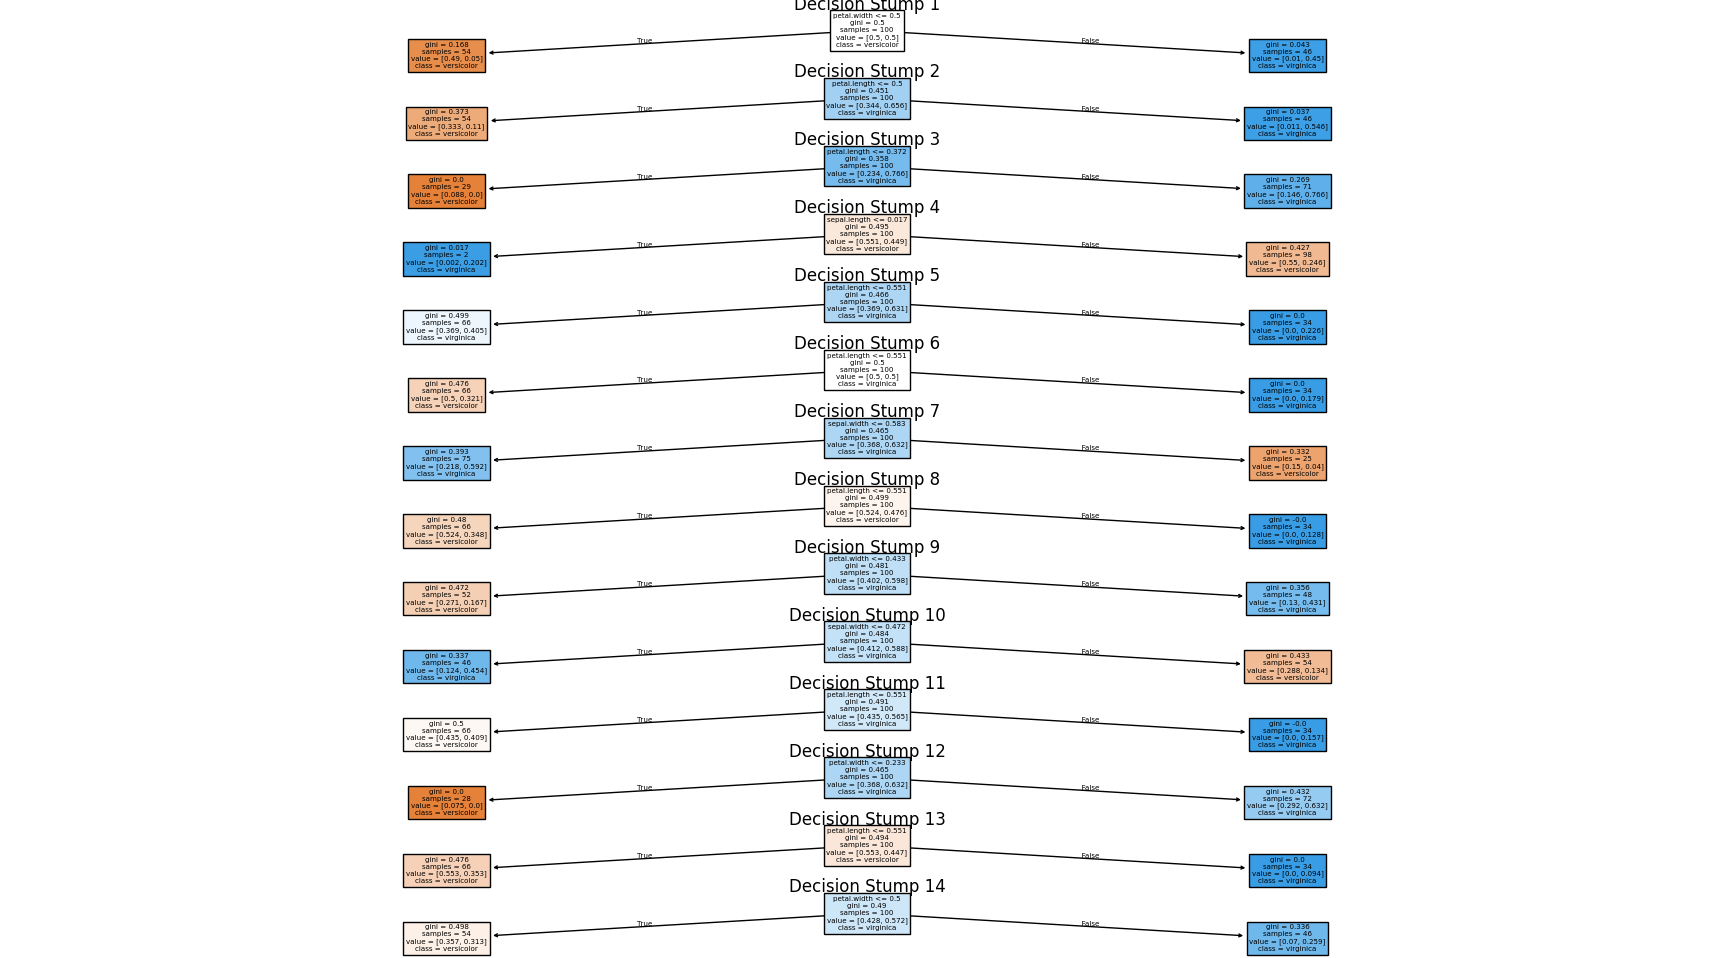 Decision Stump 1
petal.width <= 0.5
gini = 0.5
samples = 100
value = [0.5, 0.5]
class = versicolor
True
False
gini = 0.168
samples = 54
value = [0.49, 0.05]
class = versicolor
gini = 0.043
samples = 46
value = [0.01, 0.45]
class = virginica
Decision Stump 2
petal.length <= 0.5
gini = 0.451
samples = 100
value = [0.344, 0.656]
class = virginica
True
False
gini = 0.373
samples = 54
value = [0.333, 0.11]
class = versicolor
gini = 0.037
samples = 46
value = [0.011, 0.546]
class = virginica
Decision Stump 3
petal.length <= 0.372
gini = 0.358
samples = 100
value = [0.234, 0.766]
class = virginica
True
False
gini = 0.0
samples = 29
value = [0.088, 0.0]
class = versicolor
gini = 0.269
samples = 71
value = [0.146, 0.766]
class = virginica
Decision Stump 4
sepal.length <= 0.017
gini = 0.495
samples = 100
value = [0.551, 0.449]
class = versicolor
True
False
gini = 0.017
samples = 2
value = [0.002, 0.202]
class = virginica
gini = 0.427
samples = 98
value = [0.55, 0.246]
class = versicolor
Decision Stump 5
petal.length <= 0.551
gini = 0.466
samples = 100
value = [0.369, 0.631]
class = virginica
True
False
gini = 0.499
samples = 66
value = [0.369, 0.405]
class = virginica
gini = 0.0
samples = 34
value = [0.0, 0.226]
class = virginica
Decision Stump 6
petal.length <= 0.551
gini = 0.5
samples = 100
value = [0.5, 0.5]
class = virginica
True
False
gini = 0.476
samples = 66
value = [0.5, 0.321]
class = versicolor
gini = 0.0
samples = 34
value = [0.0, 0.179]
class = virginica
Decision Stump 7
sepal.width <= 0.583
gini = 0.465
samples = 100
value = [0.368, 0.632]
class = virginica
True
False
gini = 0.393
samples = 75
value = [0.218, 0.592]
class = virginica
gini = 0.332
samples = 25
value = [0.15, 0.04]
class = versicolor
Decision Stump 8
petal.length <= 0.551
gini = 0.499
samples = 100
value = [0.524, 0.476]
class = versicolor
True
False
gini = 0.48
samples = 66
value = [0.524, 0.348]
class = versicolor
gini = -0.0
samples = 34
value = [0.0, 0.128]
class = virginica
Decision Stump 9
petal.width <= 0.433
gini = 0.481
samples = 100
value = [0.402, 0.598]
class = virginica
True
False
gini = 0.472
samples = 52
value = [0.271, 0.167]
class = versicolor
gini = 0.356
samples = 48
value = [0.13, 0.431]
class = virginica
Decision Stump 10
sepal.width <= 0.472
gini = 0.484
samples = 100
value = [0.412, 0.588]
class = virginica
True
False
gini = 0.337
samples = 46
value = [0.124, 0.454]
class = virginica
gini = 0.433
samples = 54
value = [0.288, 0.134]
class = versicolor
Decision Stump 11
petal.length <= 0.551
gini = 0.491
samples = 100
value = [0.435, 0.565]
class = virginica
True
False
gini = 0.5
samples = 66
value = [0.435, 0.409]
class = versicolor
gini = -0.0
samples = 34
value = [0.0, 0.157]
class = virginica
Decision Stump 12
petal.width <= 0.233
gini = 0.465
samples = 100
value = [0.368, 0.632]
class = virginica
True
False
gini = 0.0
samples = 28
value = [0.075, 0.0]
class = versicolor
gini = 0.432
samples = 72
value = [0.292, 0.632]
class = virginica
Decision Stump 13
petal.length <= 0.551
gini = 0.494
samples = 100
value = [0.553, 0.447]
class = versicolor
True
False
gini = 0.476
samples = 66
value = [0.553, 0.353]
class = versicolor
gini = 0.0
samples = 34
value = [0.0, 0.094]
class = virginica
Decision Stump 14
petal.width <= 0.5
gini = 0.49
samples = 100
value = [0.428, 0.572]
class = virginica
True
False
gini = 0.498
samples = 54
value = [0.357, 0.313]
class = versicolor
gini = 0.336
samples = 46
value = [0.07, 0.259]
class = virginica